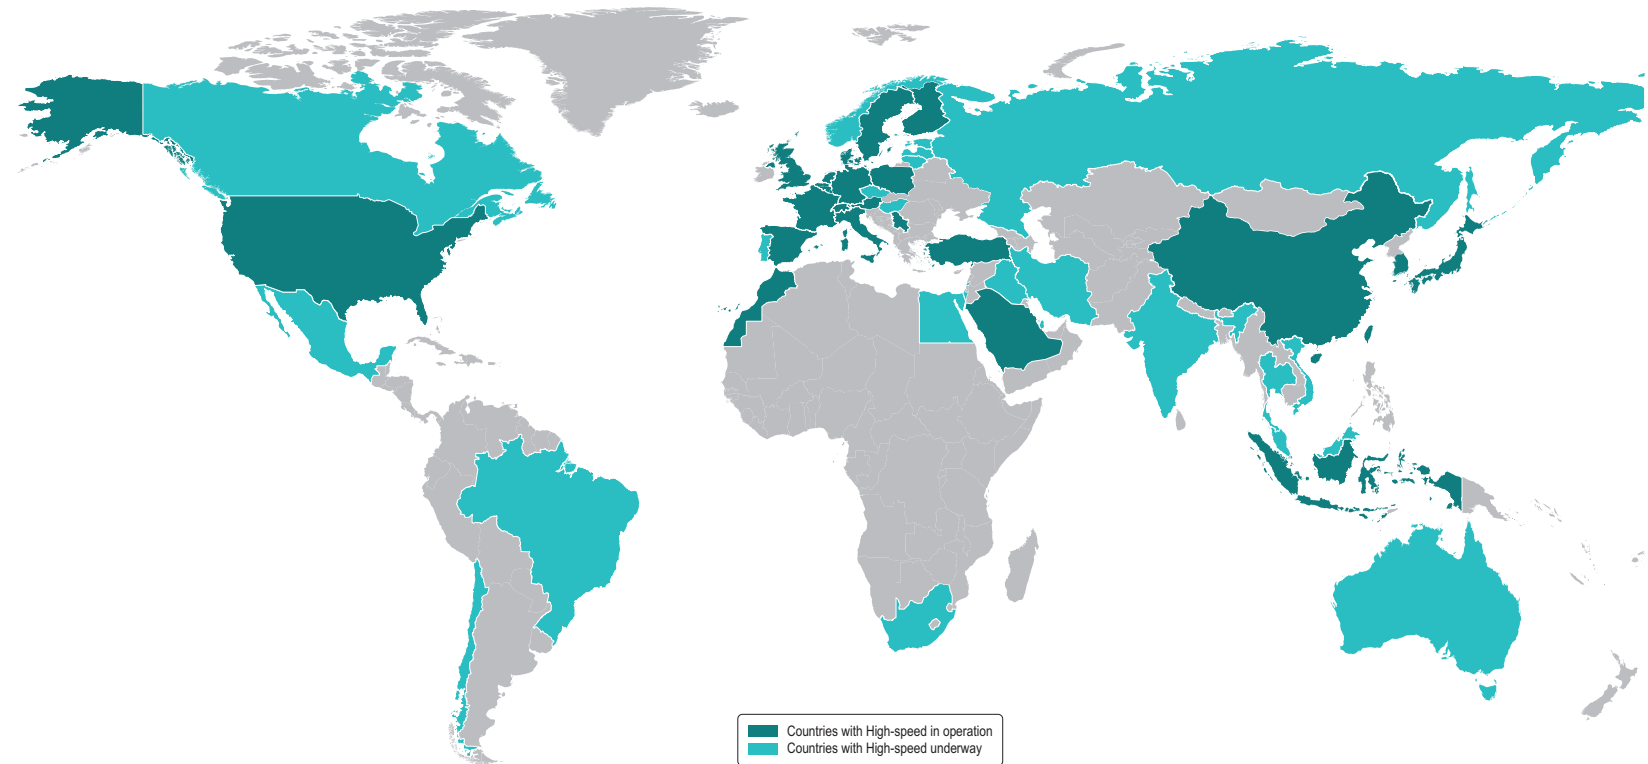 Countries with High-speed in operation
Countries with High-speed underway